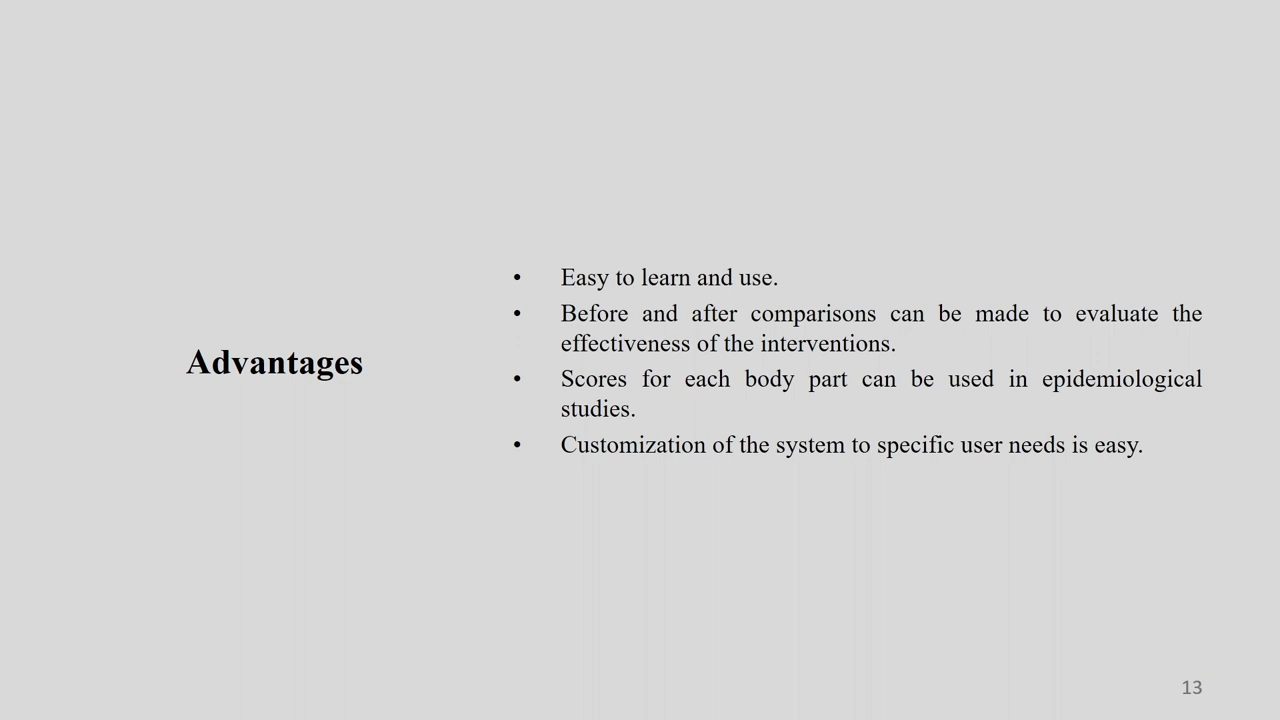 Advantages
• Easy to learn and use.
• Before and after comparisons can be made to evaluate the
effectiveness of the interventions.
• Scores for each body part can be used in epidemiological
studies.
• Customization of the system to specific user needs is easy.
13